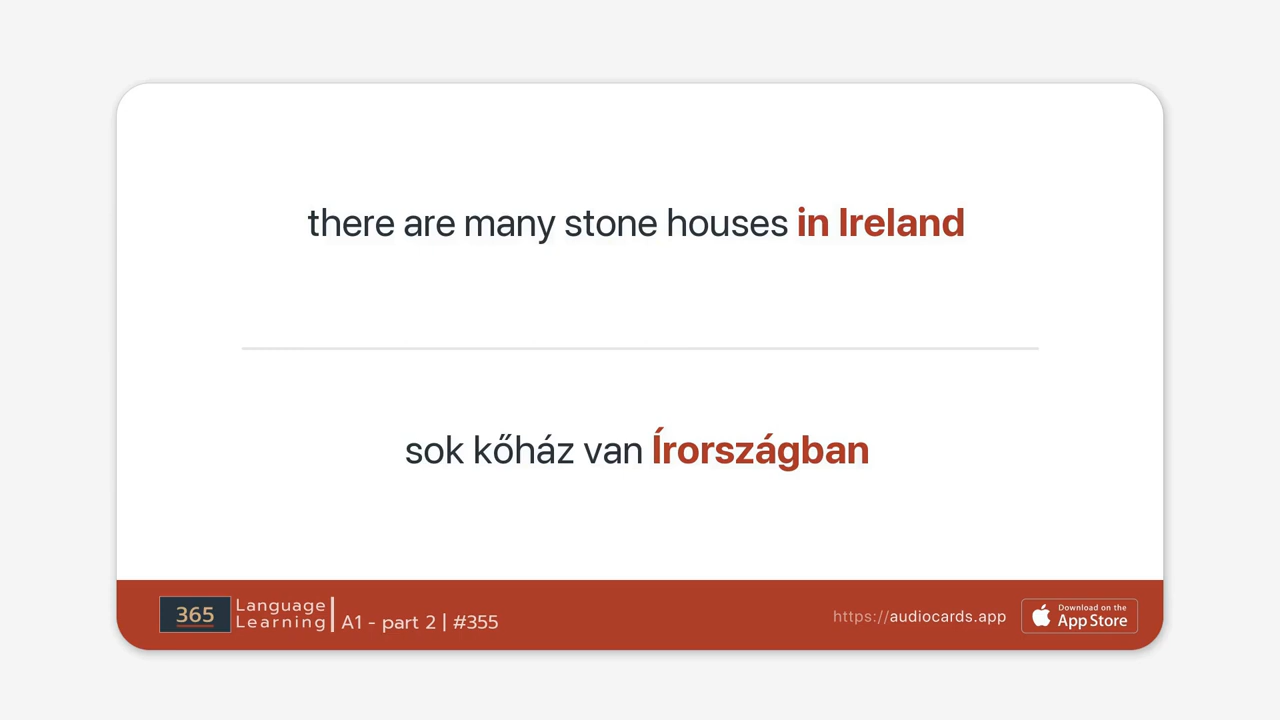 there are many stone houses in Ireland
sok kőház van Írországban
365
Language
Learning
A1 - part 2 | #355
https://audiocards.app
Download on the
App Store